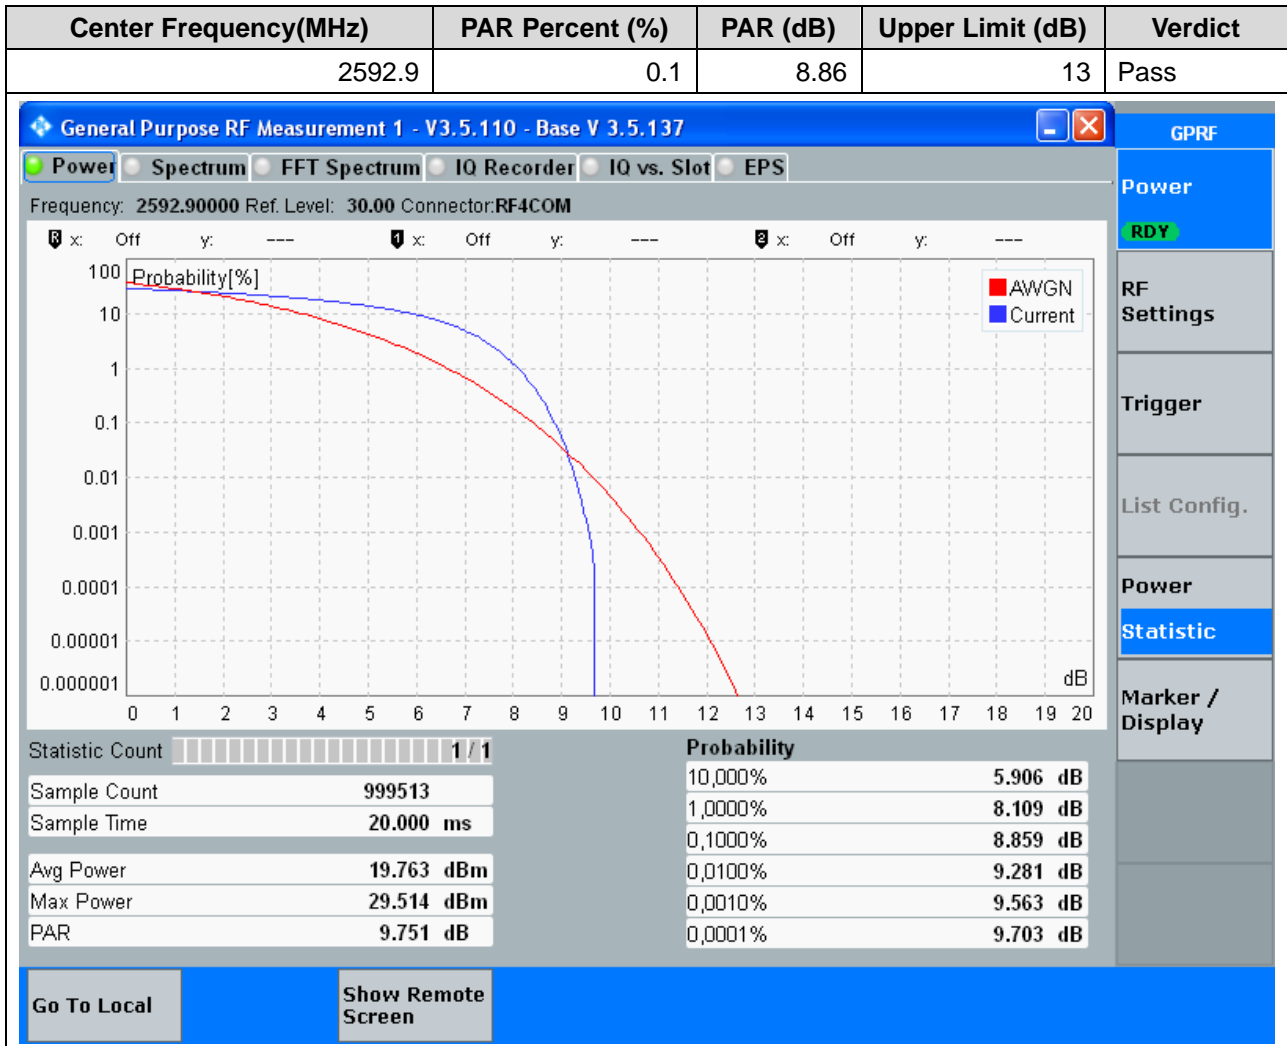 Center Frequency(MHz) PAR Percent (%) PAR (dB) Upper Limit (dB) Verdict
2592.9 0.1 8.86 13 Pass
General Purpose RF Measurement 1 - V3.5.110 - Base V 3.5.137
GPRF
Power Spectrum FFT Spectrum IQ Recorder IQ vs. Slot EPS
Frequency: 2592.90000 Ref. Level: 30.00 Connector:RF4COM
R x: Off y: --- 1 x: Off y: --- 2 x: Off y: ---
Probability[%]
AWGN
Current
100
10
1
0.1
0.01
0.001
0.0001
0.00001
0.000001
dB
0 1 2 3 4 5 6 7 8 9 10 11 12 13 14 15 16 17 18 19 20
Statistic Count 1 / 1
Sample Count 999513
Sample Time 20.000 ms
Avg Power 19.763 dBm
Max Power 29.514 dBm
PAR 9.751 dB
Probability
10,000% 5.906 dB
1,0000% 8.109 dB
0,1000% 8.859 dB
0,0100% 9.281 dB
0,0010% 9.563 dB
0,0001% 9.703 dB
Power
RDY
RF
Settings
Trigger
List Config.
Power
Statistic
Marker /
Display
Go To Local
Show Remote
Screen